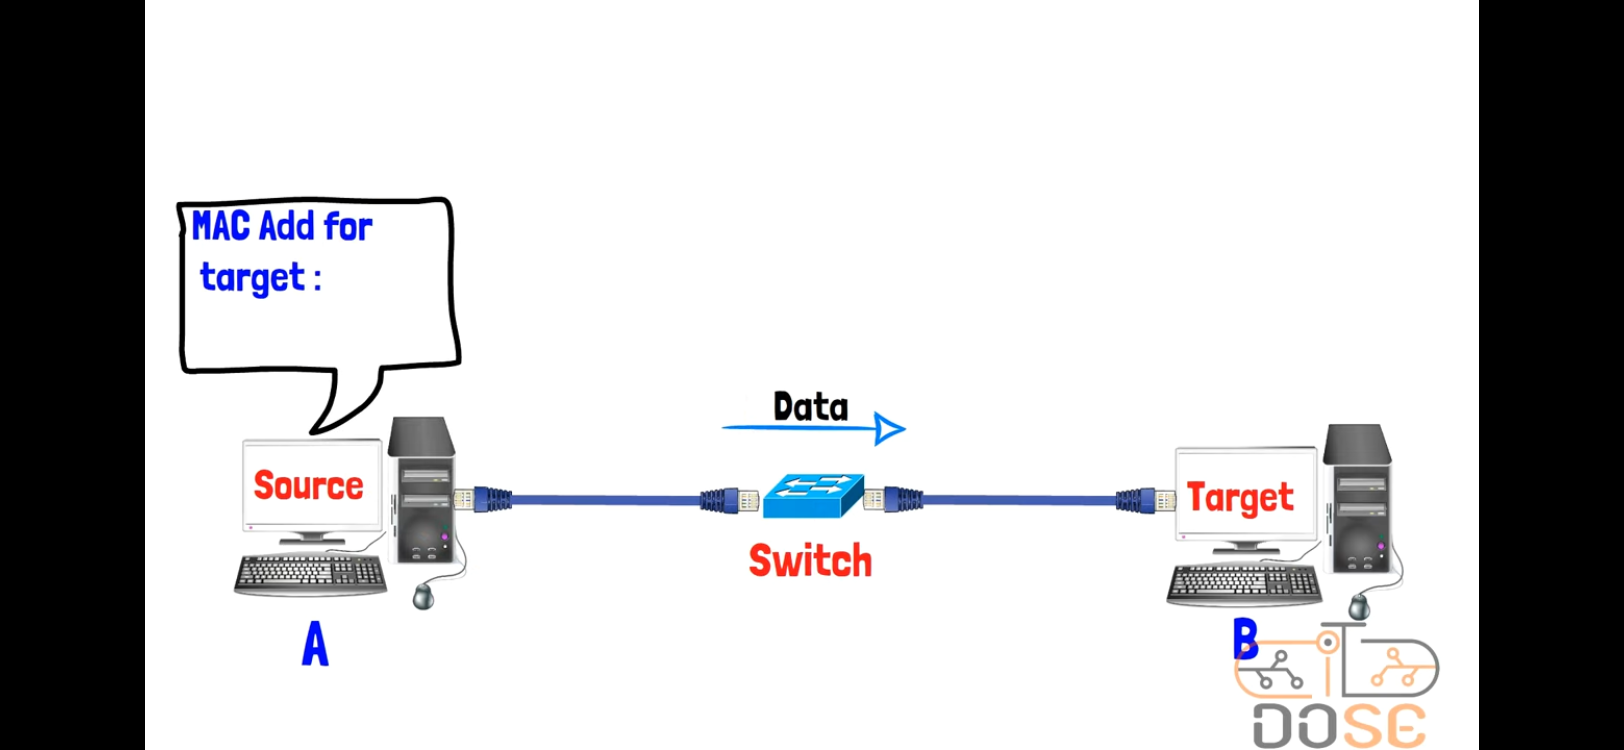 MAC Add for
target :
Data
Source
Target
Switch
A
B
DOSE